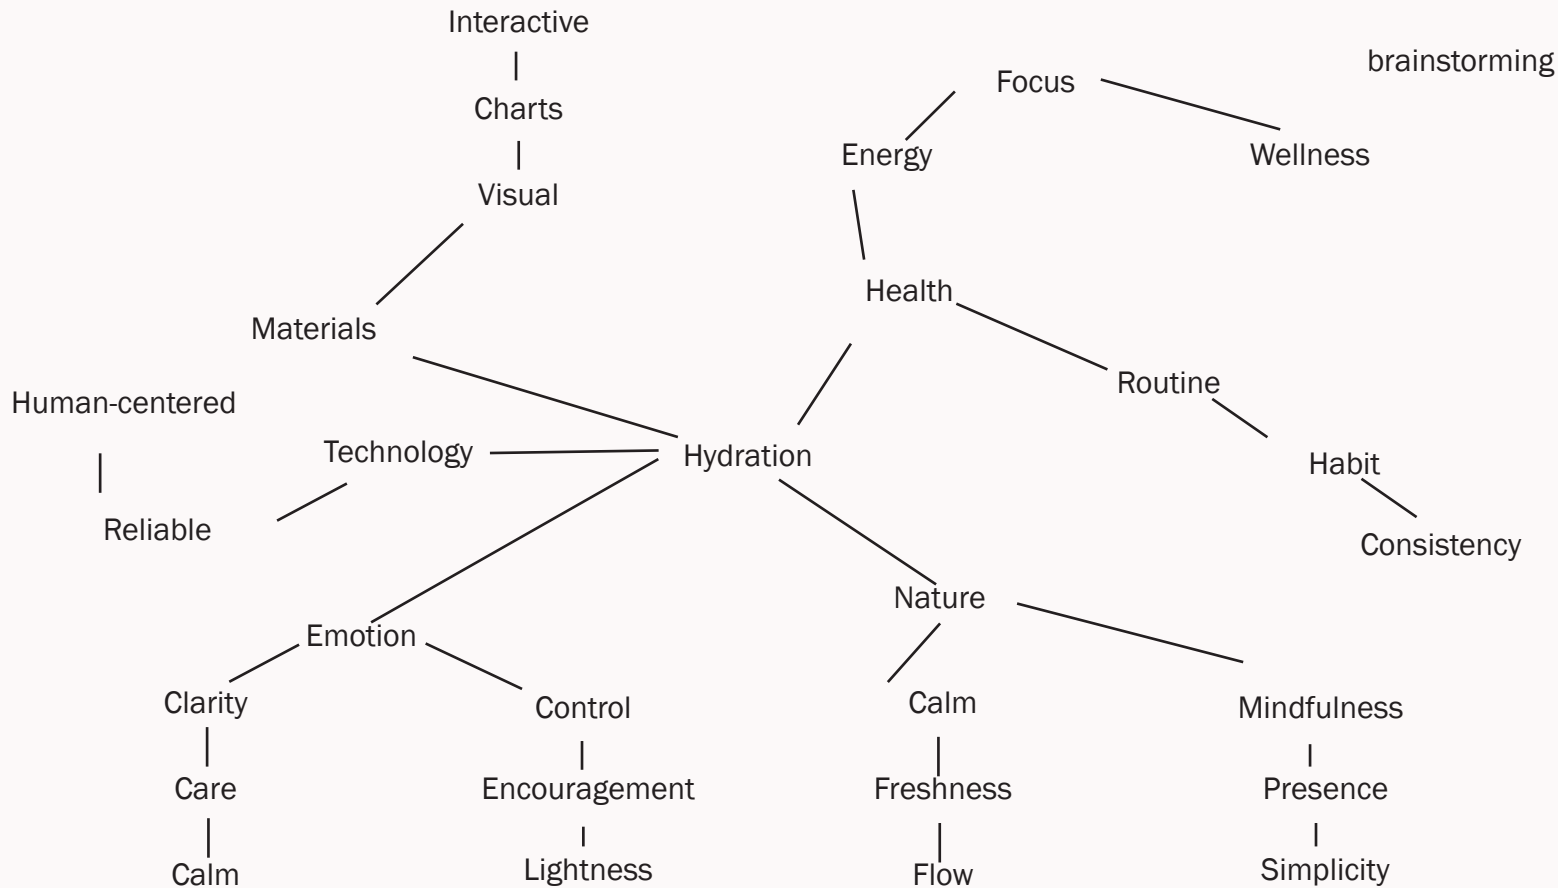 Interactive
brainstorming
Focus
Charts
Energy
Wellness
Visual
Health
Materials
Routine
Human-centered
Technology
Hydration
Habit
Reliable
Consistency
Nature
Emotion
Clarity
Control
Calm
Mindfulness
Care
Encouragement
Freshness
Presence
Calm
Lightness
Flow
Simplicity